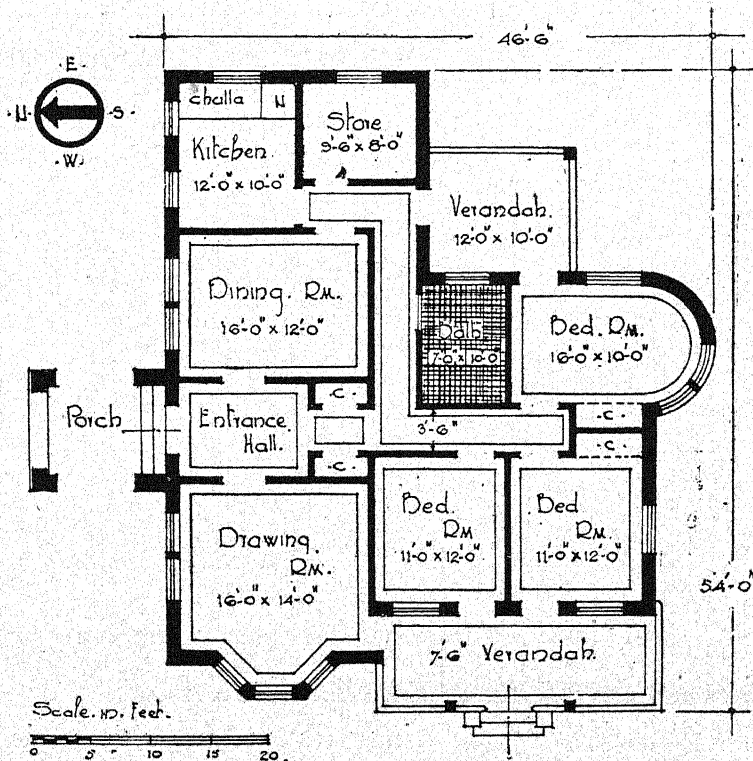 46'-6"
E
N
S
W
challa
N
Store
9'-6" x 8'-0"
Kitchen
12'-0" x 10'-0"
Verandah.
12'-0" x 10'-0"
Dining. RM.
16'-0" x 12'-0"
Bath.
7'-0" x 10'-0"
Bed. RM.
16'-0" x 10'-0"
Porch
Entrance
Hall.
-C-
-C-
-C-
-C-
3'-6"
Drawing
RM.
16'-0" x 14'-0"
Bed.
RM
11'-0" x 12'-0"
Bed
RM.
11'-0" x 12'-0"
54'-0"
7'-6" Verandah.
Scale. in. Feet.
0 5 10 15 20